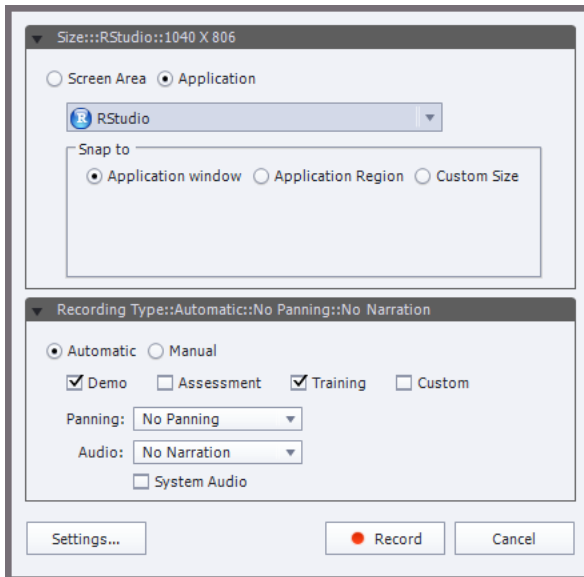 Size:::RStudio::1040 X 806
Screen Area Application
R RStudio
Snap to
Application window Application Region Custom Size
Recording Type::Automatic::No Panning::No Narration
Automatic Manual
Demo Assessment Training Custom
Panning: No Panning
Audio: No Narration
System Audio
Settings... Record Cancel